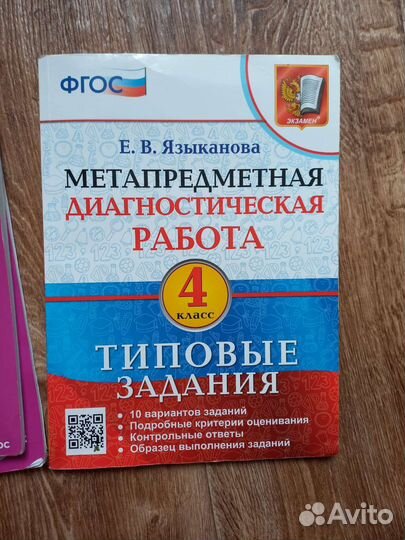 ФГОС
ЭКЗАМЕН
Е. В. Языканова
МЕТАПРЕДМЕТНАЯ
ДИАГНОСТИЧЕСКАЯ
РАБОТА
4
класс
ТИПОВЫЕ
ЗАДАНИЯ
• 10 вариантов заданий
• Подробные критерии оценивания
• Контрольные ответы
• Образец выполнения заданий
ОС
Avito